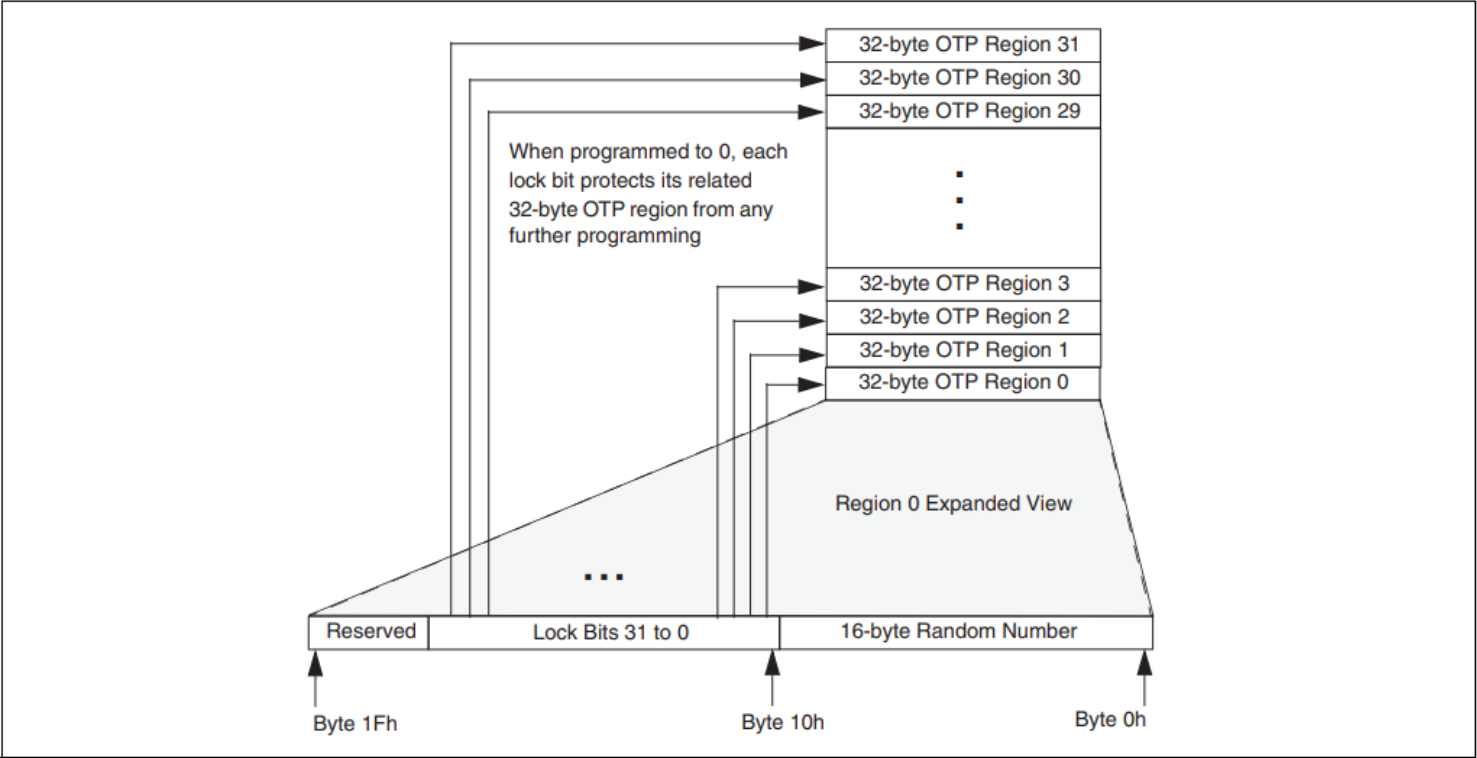 32-byte OTP Region 31
32-byte OTP Region 30
32-byte OTP Region 29
When programmed to 0, each
lock bit protects its related
32-byte OTP region from any
further programming
32-byte OTP Region 3
32-byte OTP Region 2
32-byte OTP Region 1
32-byte OTP Region 0
Region 0 Expanded View
...
Reserved
Lock Bits 31 to 0
16-byte Random Number
Byte 1Fh
Byte 10h
Byte 0h